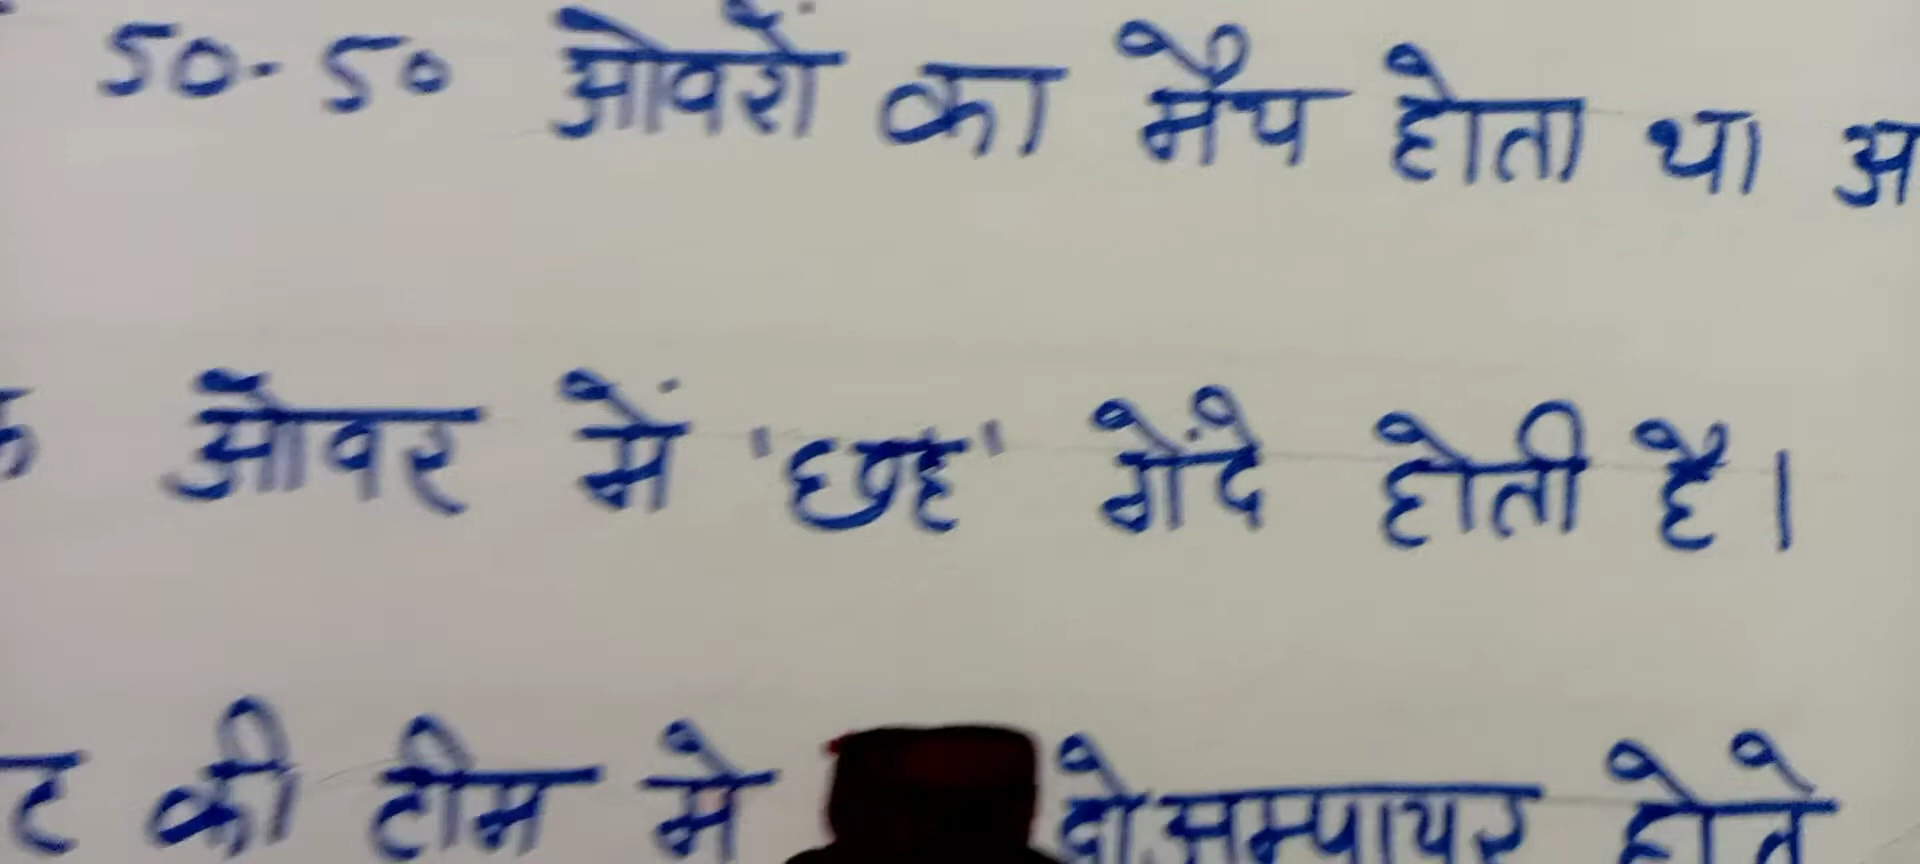 50-50 ओवरों का मैच होता था अ
ओवर में 'छह' गेंदे होती है।
ट की टीम मे दो अम्पायर होते